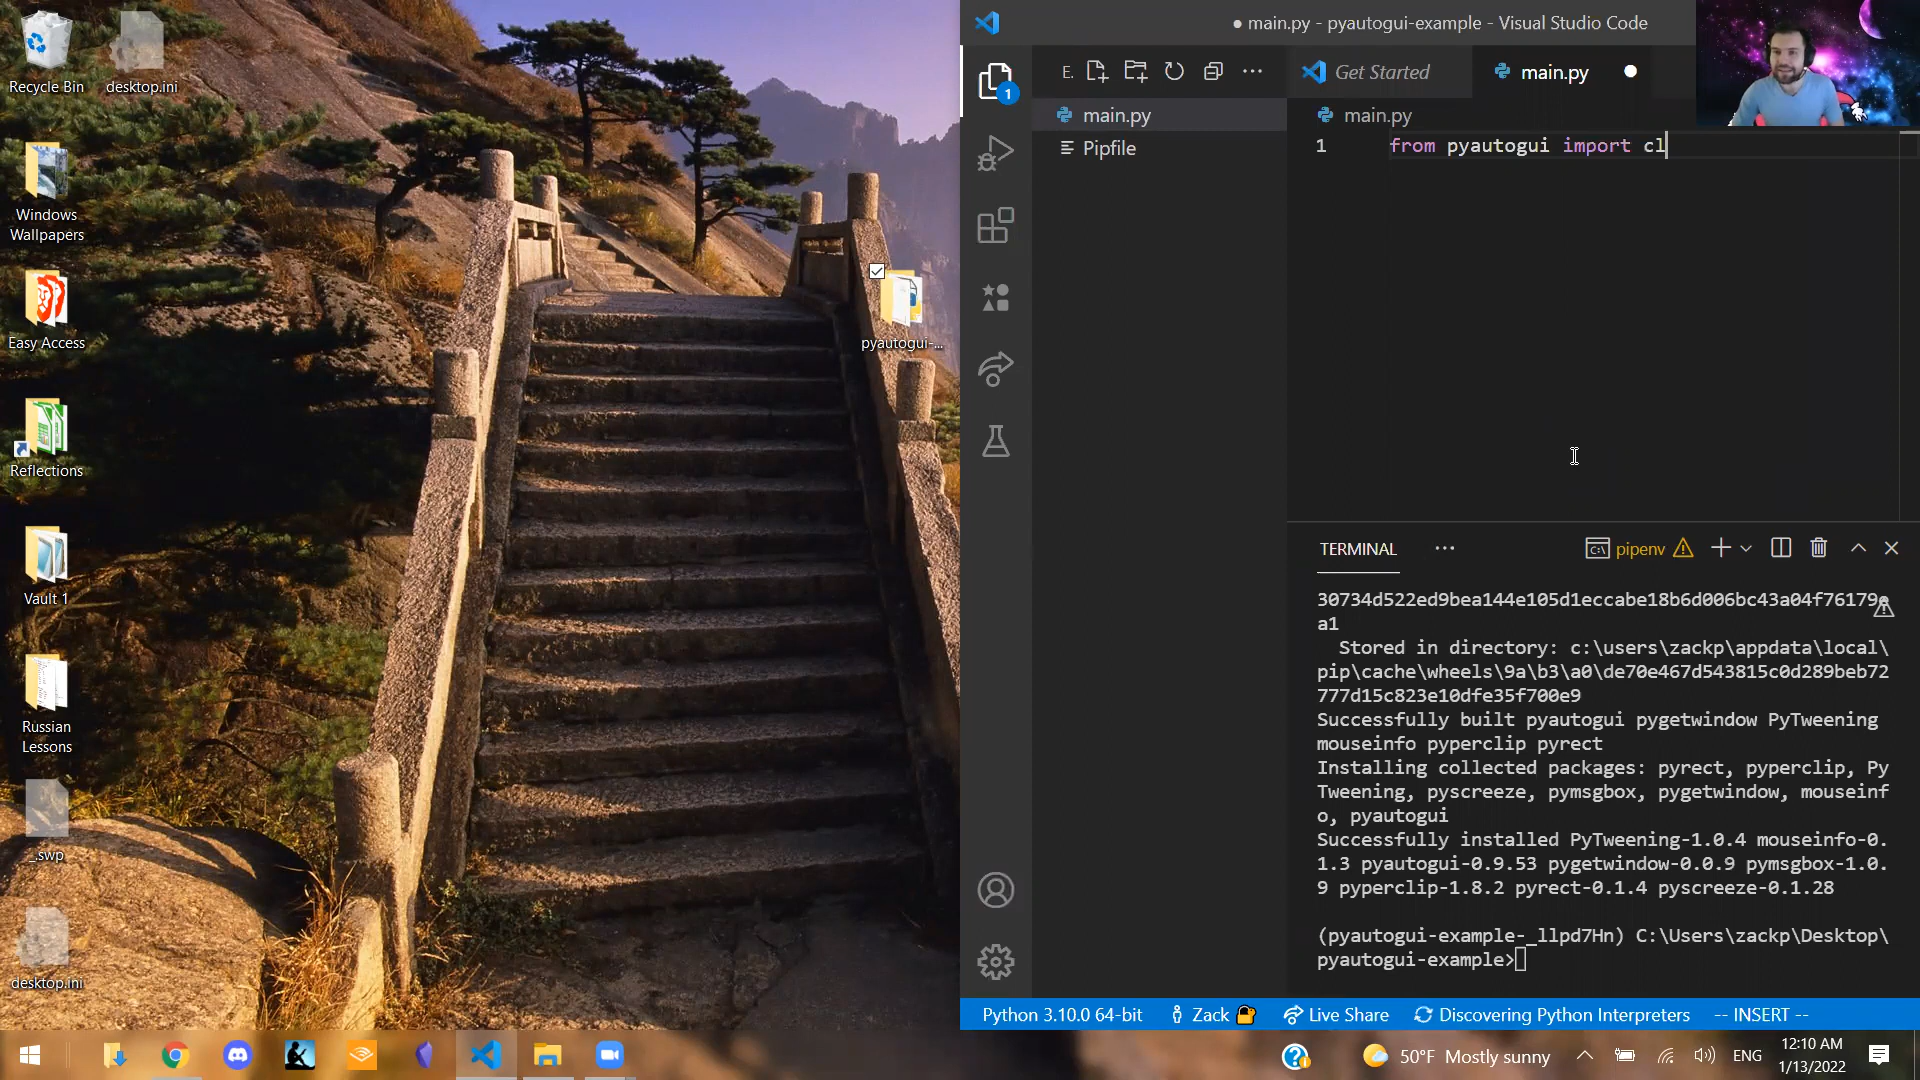 Recycle Bin
desktop.ini
Windows
Wallpapers
Easy Access
Reflections
Vault 1
Russian
Lessons
_.swp
desktop.ini
pyautogui-...
● main.py - pyautogui-example - Visual Studio Code
E.
Get Started
main.py
1
main.py
Pipfile
main.py
1 from pyautogui import cl
TERMINAL
pipenv
30734d522ed9bea144e105d1eccabe18b6d006bc43a04f76179e
a1
Stored in directory: c:\users\zackp\appdata\local\
pip\cache\wheels\9a\b3\a0\de70e467d543815c0d289beb72
777d15c823e10dfe35f700e9
Successfully built pyautogui pygetwindow PyTweening
mouseinfo pyperclip pyrect
Installing collected packages: pyrect, pyperclip, Py
Tweening, pyscreeze, pymsgbox, pygetwindow, mouseinf
o, pyautogui
Successfully installed PyTweening-1.0.4 mouseinfo-0.
1.3 pyautogui-0.9.53 pygetwindow-0.0.9 pymsgbox-1.0.
9 pyperclip-1.8.2 pyrect-0.1.4 pyscreeze-0.1.28
(pyautogui-example-_llpd7Hn) C:\Users\zackp\Desktop\
pyautogui-example>
Python 3.10.0 64-bit
Zack
Live Share
Discovering Python Interpreters
-- INSERT --
50°F Mostly sunny
ENG
12:10 AM
1/13/2022